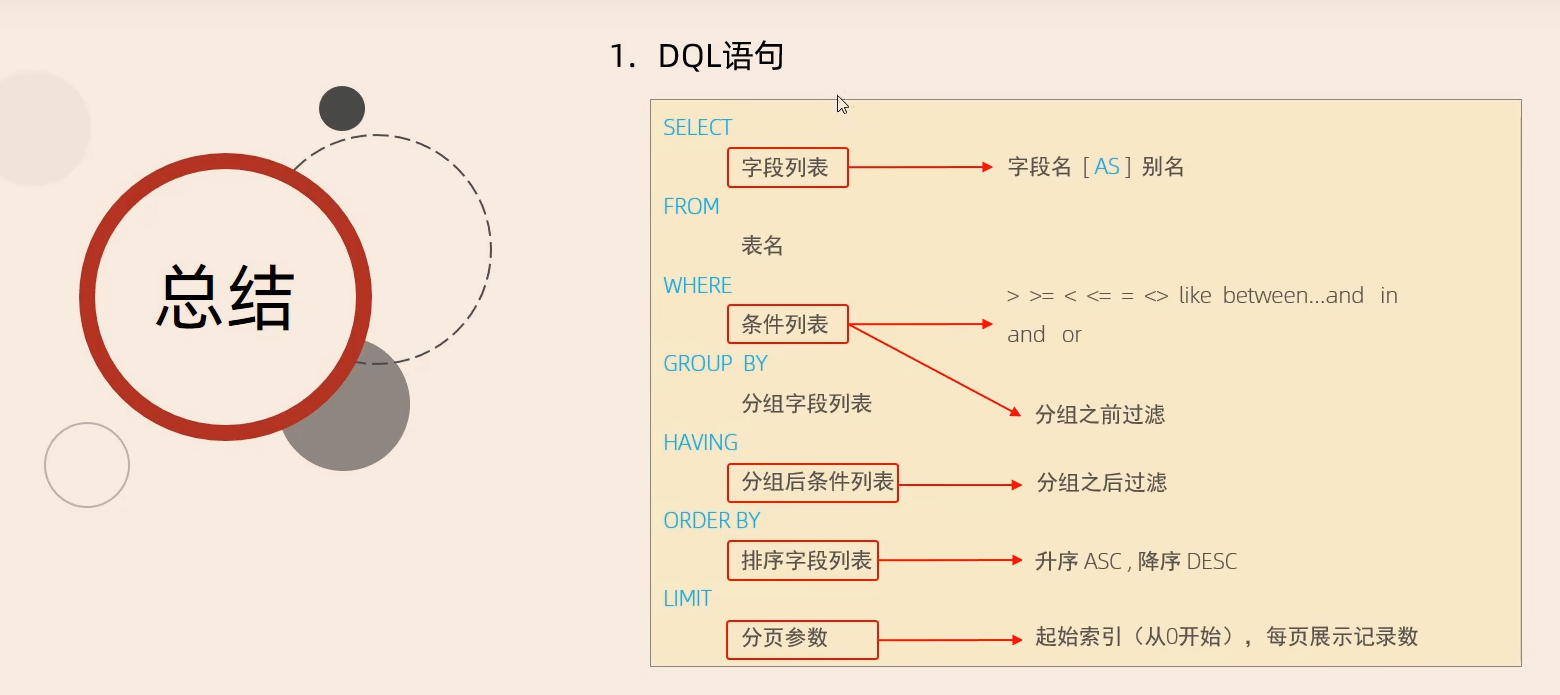 总结
1. DQL语句
SELECT
字段列表 字段名 [ AS ] 别名
FROM
表名
WHERE
> >= < <= = <> like between...and in
条件列表
and or
GROUP BY
分组字段列表
分组之前过滤
HAVING
分组后条件列表 分组之后过滤
ORDER BY
排序字段列表 升序 ASC , 降序 DESC
LIMIT
分页参数 起始索引（从0开始），每页展示记录数